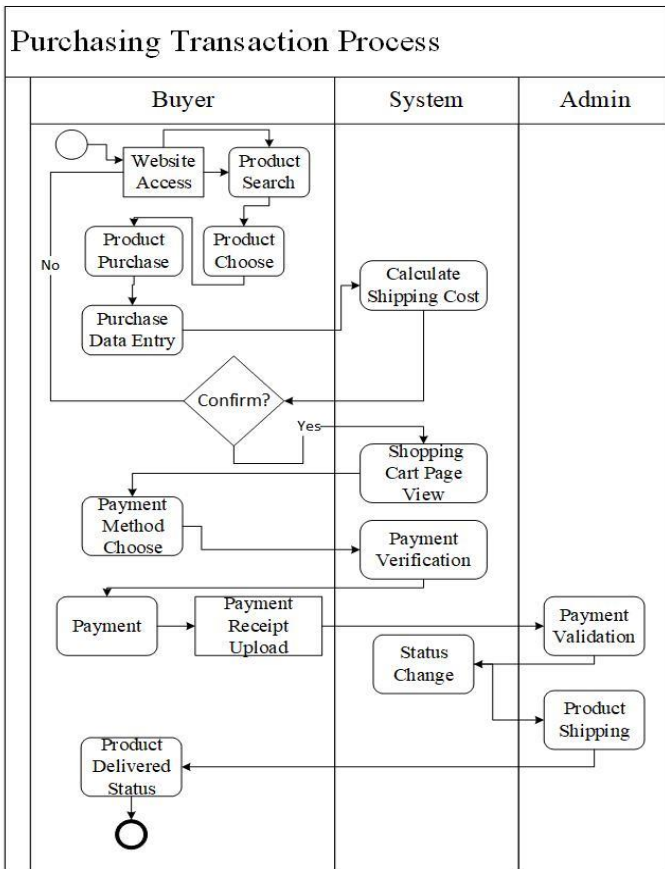 Purchasing Transaction Process
Buyer
System
Admin
Website
Access
Product
Search
Product
Purchase
Product
Choose
No
Calculate
Shipping Cost
Purchase
Data Entry
Confirm?
Yes
Shopping
Cart Page
View
Payment
Method
Choose
Payment
Verification
Payment
Payment
Receipt
Upload
Payment
Validation
Status
Change
Product
Shipping
Product
Delivered
Status